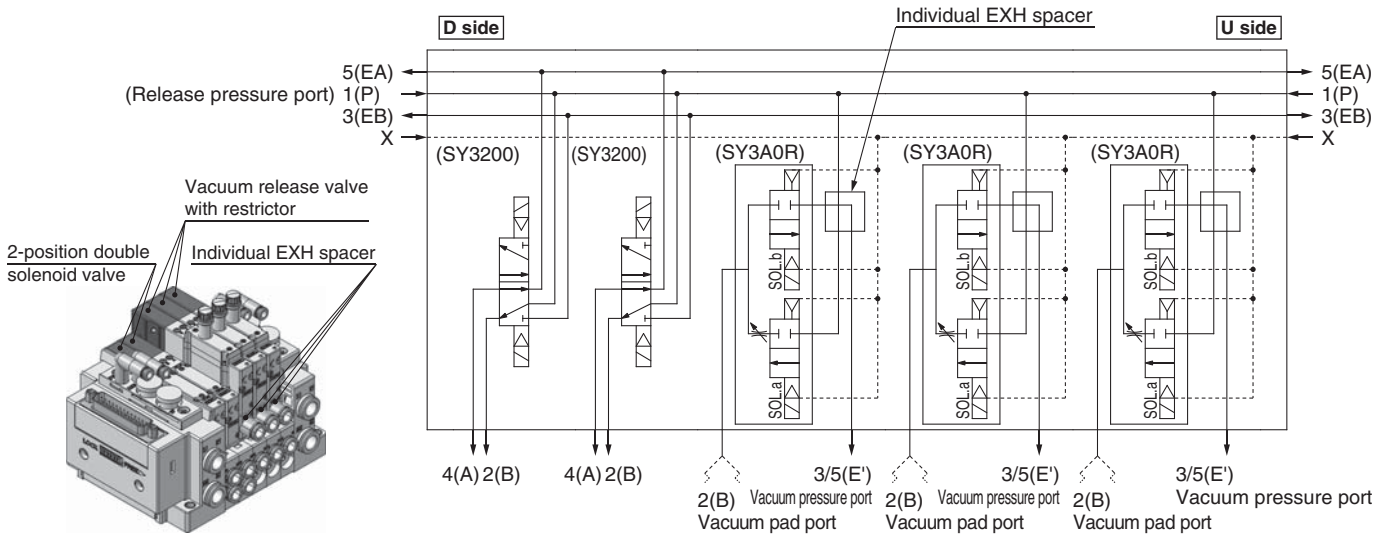 Individual EXH spacer
D side
U side
5(EA)
5(EA)
(Release pressure port) 1(P)
1(P)
3(EB)
3(EB)
X
X
(SY3200)
(SY3200)
(SY3A0R)
(SY3A0R)
(SY3A0R)
Vacuum release valve
with restrictor
2-position double
solenoid valve
Individual EXH spacer
SOL.b
SOL.b
SOL.b
SOL.a
SOL.a
SOL.a
4(A) 2(B)
4(A) 2(B)
2(B)
Vacuum pad port
3/5(E')
Vacuum pressure port
2(B)
Vacuum pad port
3/5(E')
Vacuum pressure port
2(B)
Vacuum pad port
3/5(E')
Vacuum pressure port
LOCK